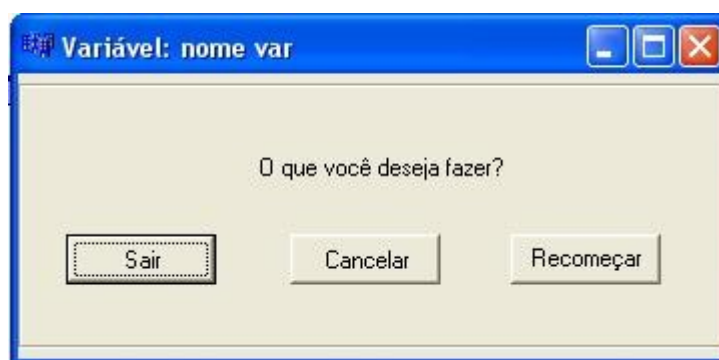 Variável: nome var
O que você deseja fazer?
Sair Cancelar Recomeçar